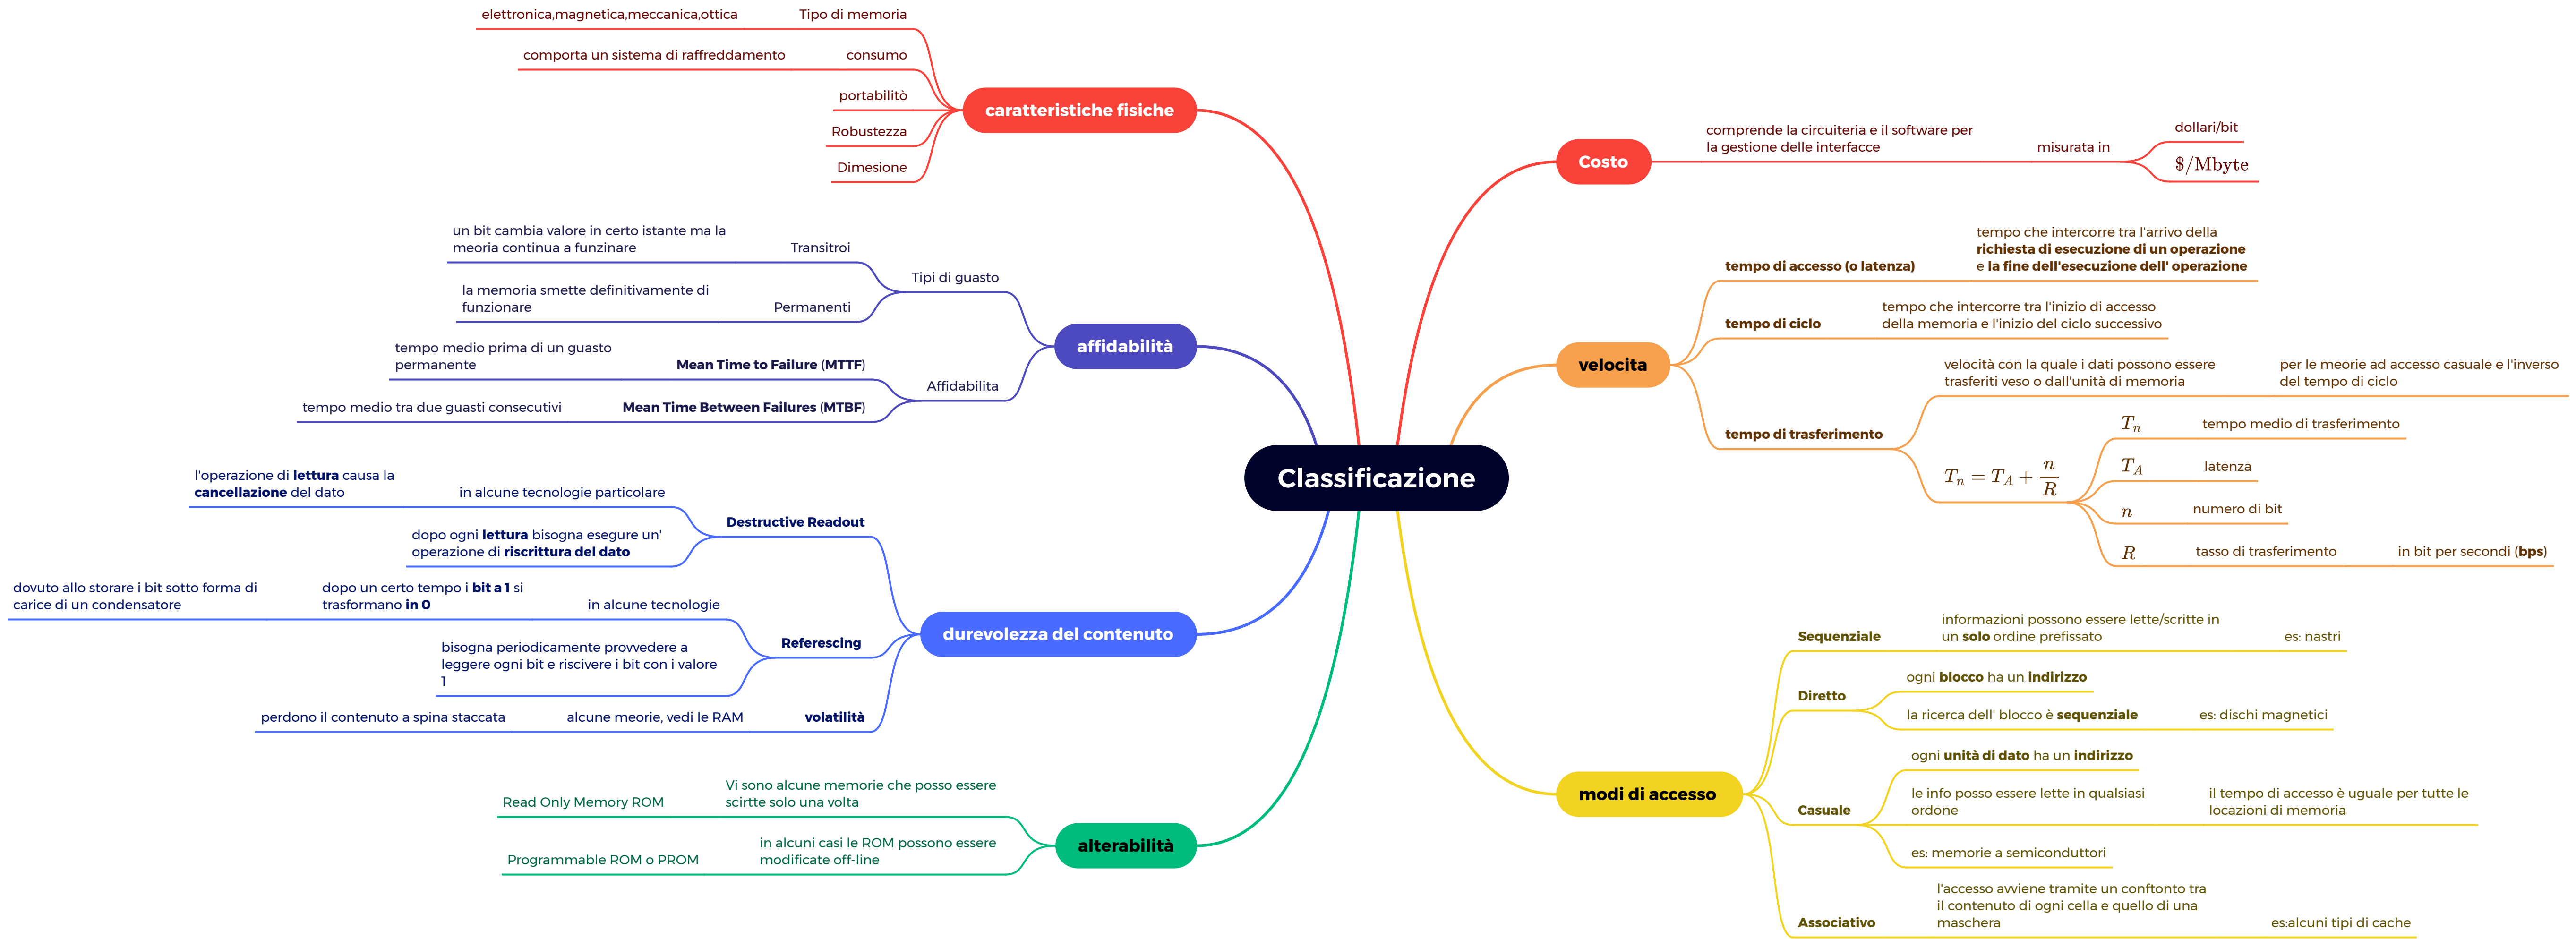 Classificazione
caratteristiche fisiche
Tipo di memoria
elettronica,magnetica,meccanica,ottica
consumo
comporta un sistema di raffreddamento
portabilitò
Robustezza
Dimesione
affidabilità
Tipi di guasto
Transitroi
un bit cambia valore in certo istante ma la
meoria continua a funzinare
Permanenti
la memoria smette definitivamente di
funzionare
Affidabilita
Mean Time to Failure (MTTF)
tempo medio prima di un guasto
permanente
Mean Time Between Failures (MTBF)
tempo medio tra due guasti consecutivi
durevolezza del contenuto
Destructive Readout
in alcune tecnologie particolare
l'operazione di lettura causa la
cancellazione del dato
dopo ogni lettura bisogna esegure un'
operazione di riscrittura del dato
Referescing
in alcune tecnologie
dopo un certo tempo i bit a 1 si
trasformano in 0
dovuto allo storare i bit sotto forma di
carice di un condensatore
bisogna periodicamente provvedere a
leggere ogni bit e riscivere i bit con i valore
1
volatilità
alcune meorie, vedi le RAM
perdono il contenuto a spina staccata
alterabilità
Vi sono alcune memorie che posso essere
scirtte solo una volta
Read Only Memory ROM
in alcuni casi le ROM possono essere
modificate off-line
Programmable ROM o PROM
Costo
comprende la circuiteria e il software per
la gestione delle interfacce
misurata in
dollari/bit
$/Mbyte
velocita
tempo di accesso (o latenza)
tempo che intercorre tra l'arrivo della
richiesta di esecuzione di un operazione
e la fine dell'esecuzione dell' operazione
tempo di ciclo
tempo che intercorre tra l'inizio di accesso
della memoria e l'inizio del ciclo successivo
tempo di trasferimento
velocità con la quale i dati possono essere
trasferiti veso o dall'unità di memoria
per le meorie ad accesso casuale e l'inverso
del tempo di ciclo
Tₙ = T_A + n/R
Tₙ
tempo medio di trasferimento
T_A
latenza
n
numero di bit
R
tasso di trasferimento
in bit per secondi (bps)
modi di accesso
Sequenziale
informazioni possono essere lette/scritte in
un solo ordine prefissato
es: nastri
Diretto
ogni blocco ha un indirizzo
la ricerca dell' blocco è sequenziale
es: dischi magnetici
Casuale
ogni unità di dato ha un indirizzo
le info posso essere lette in qualsiasi
ordone
il tempo di accesso è uguale per tutte le
locazioni di memoria
es: memorie a semiconduttori
Associativo
l'accesso avviene tramite un conftonto tra
il contenuto di ogni cella e quello di una
maschera
es:alcuni tipi di cache